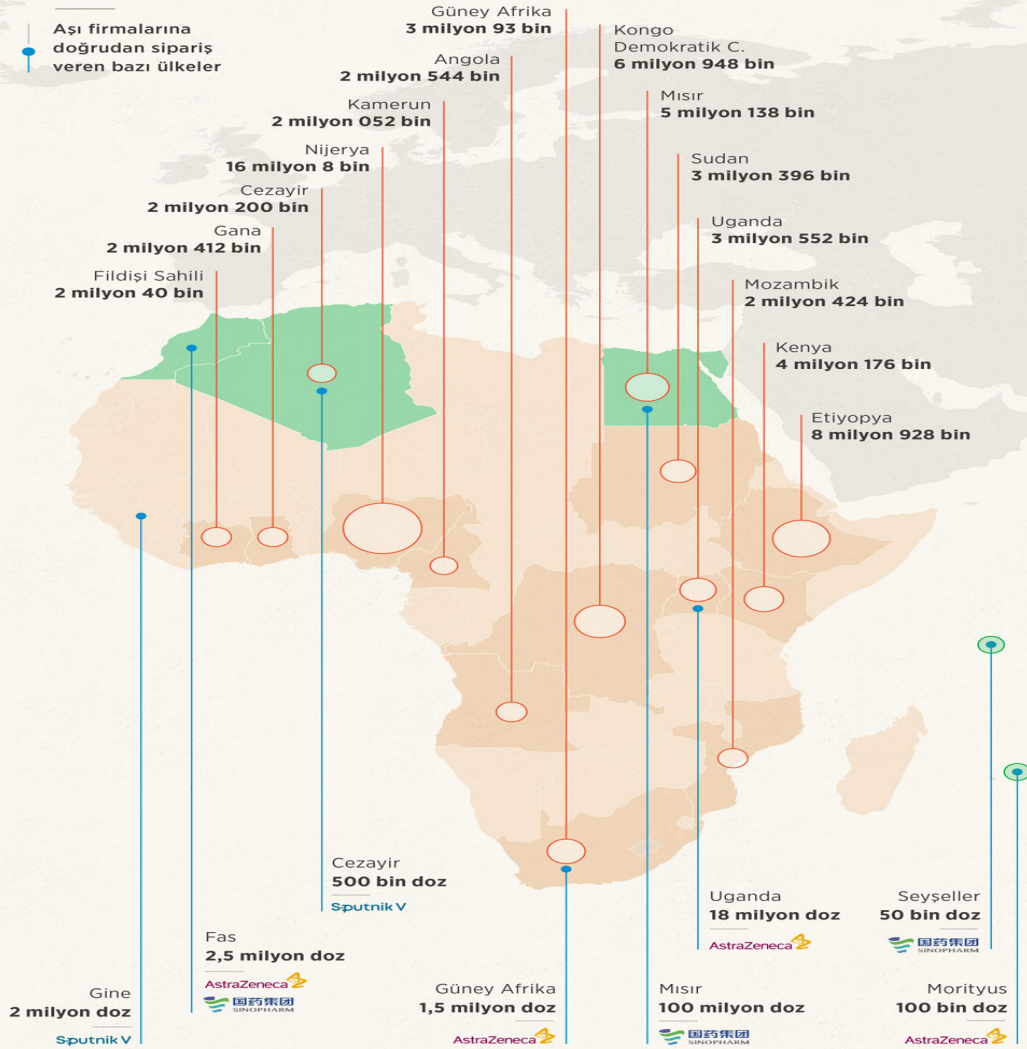 Aşı firmalarına
doğrudan sipariş
veren bazı ülkeler
Güney Afrika
3 milyon 93 bin
Kongo
Demokratik C.
6 milyon 948 bin
Angola
2 milyon 544 bin
Mısır
5 milyon 138 bin
Kamerun
2 milyon 052 bin
Nijerya
16 milyon 8 bin
Sudan
3 milyon 396 bin
Cezayir
2 milyon 200 bin
Uganda
3 milyon 552 bin
Gana
2 milyon 412 bin
Fildişi Sahili
2 milyon 40 bin
Mozambik
2 milyon 424 bin
Kenya
4 milyon 176 bin
Etiyopya
8 milyon 928 bin
Cezayir
500 bin doz
Sputnik V
Uganda
18 milyon doz
AstraZeneca
Seyşeller
50 bin doz
国药集团
SINOPHARM
Fas
2,5 milyon doz
AstraZeneca
国药集团
SINOPHARM
Gine
2 milyon doz
Sputnik V
Güney Afrika
1,5 milyon doz
AstraZeneca
Mısır
100 milyon doz
国药集团
SINOPHARM
Morityus
100 bin doz
AstraZeneca